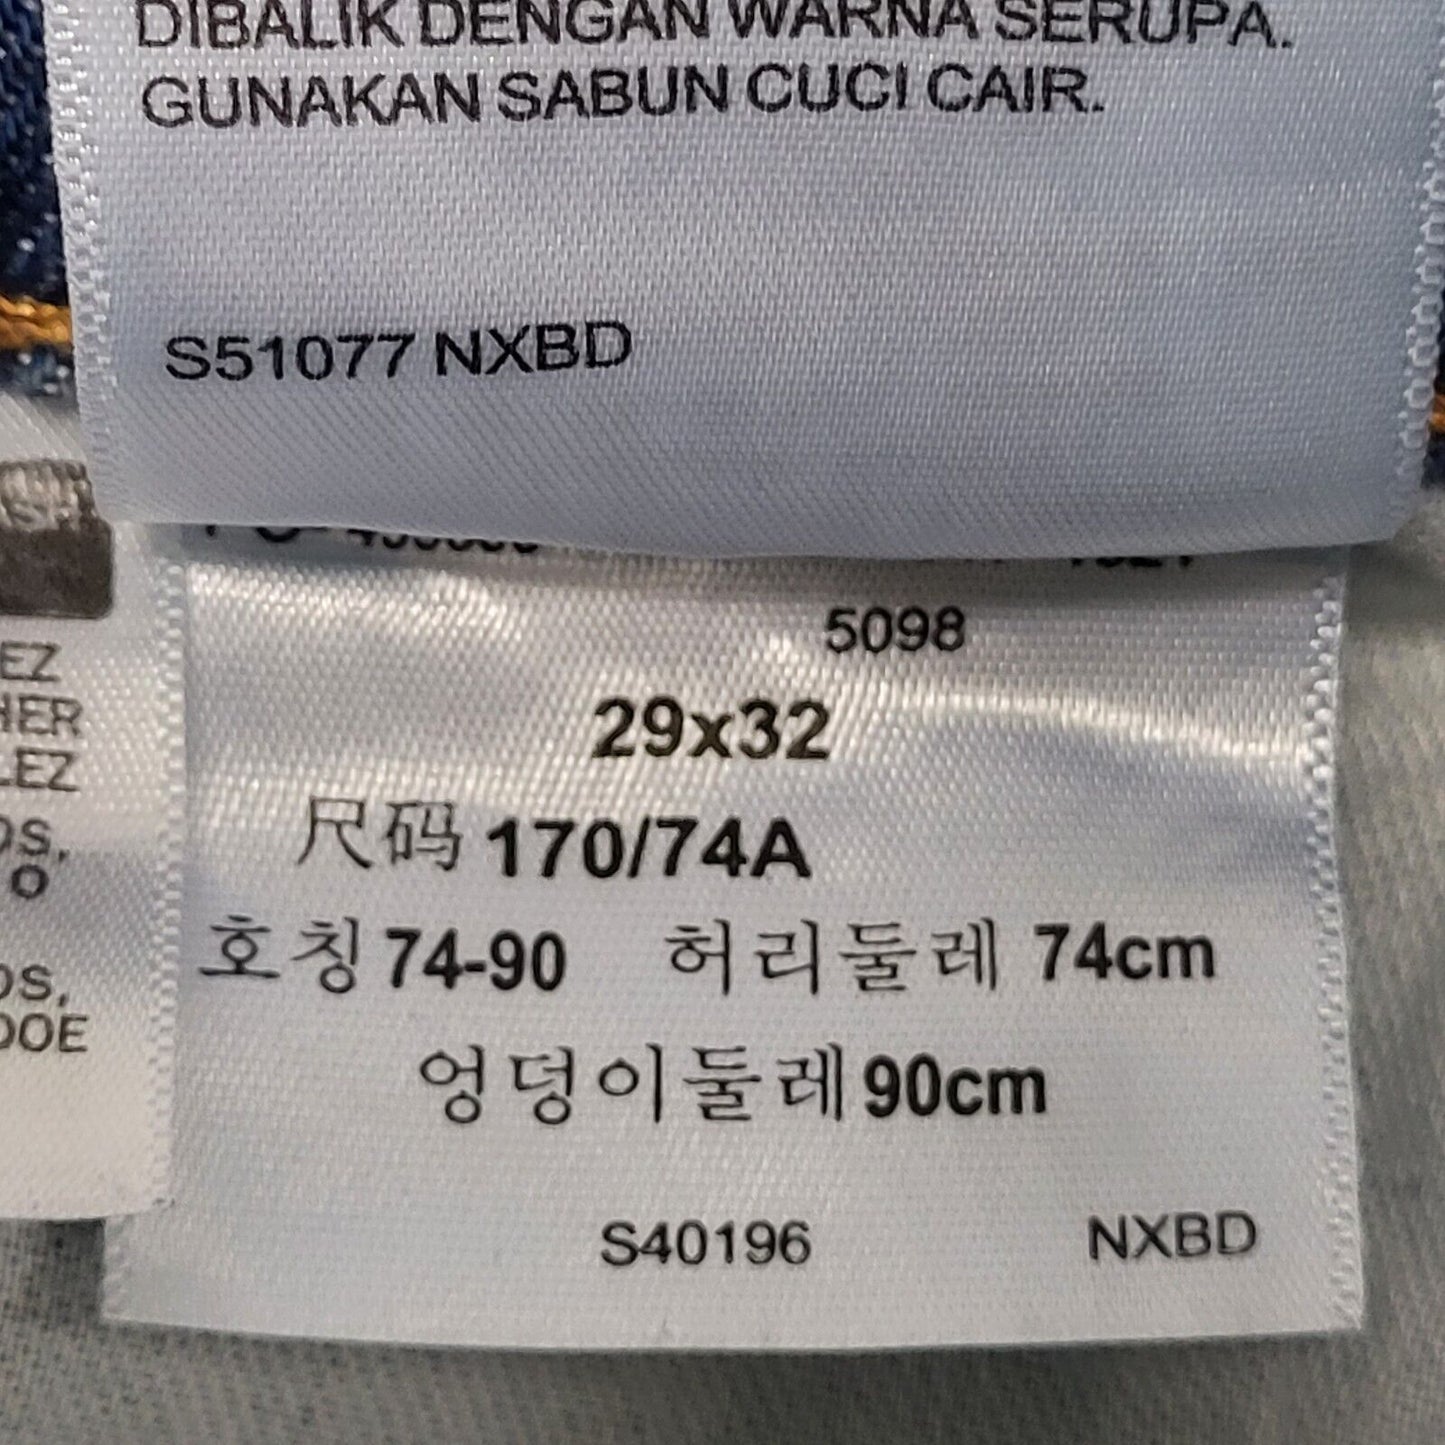 DIBALIK DENGAN WARNA SERUPA.
GUNAKAN SABUN CUCI CAIR.
S51077 NXBD
5098
29x32
尺码 170/74A
호칭 74-90 허리둘레 74cm
엉덩이둘레 90cm
S40196 NXBD
EZ
HER
LEZ
OS,
O
OS,
DOE